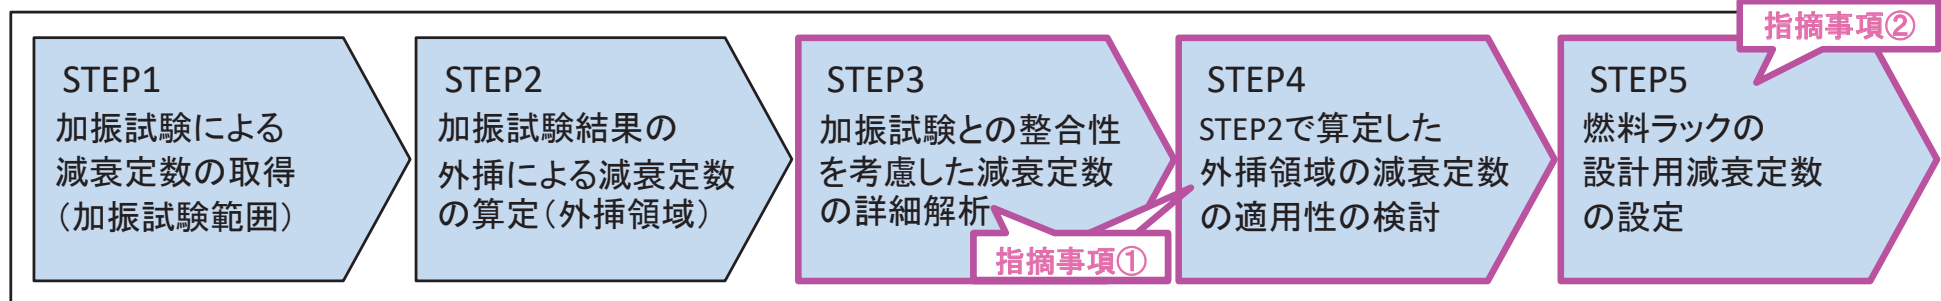 指摘事項②
STEP1
加振試験による
減衰定数の取得
（加振試験範囲）
STEP2
加振試験結果の
外挿による減衰定数
の算定（外挿領域）
STEP3
加振試験との整合性
を考慮した減衰定数
の詳細解析
指摘事項①
STEP4
STEP2で算定した
外挿領域の減衰定数
の適用性の検討
STEP5
燃料ラックの
設計用減衰定数
の設定